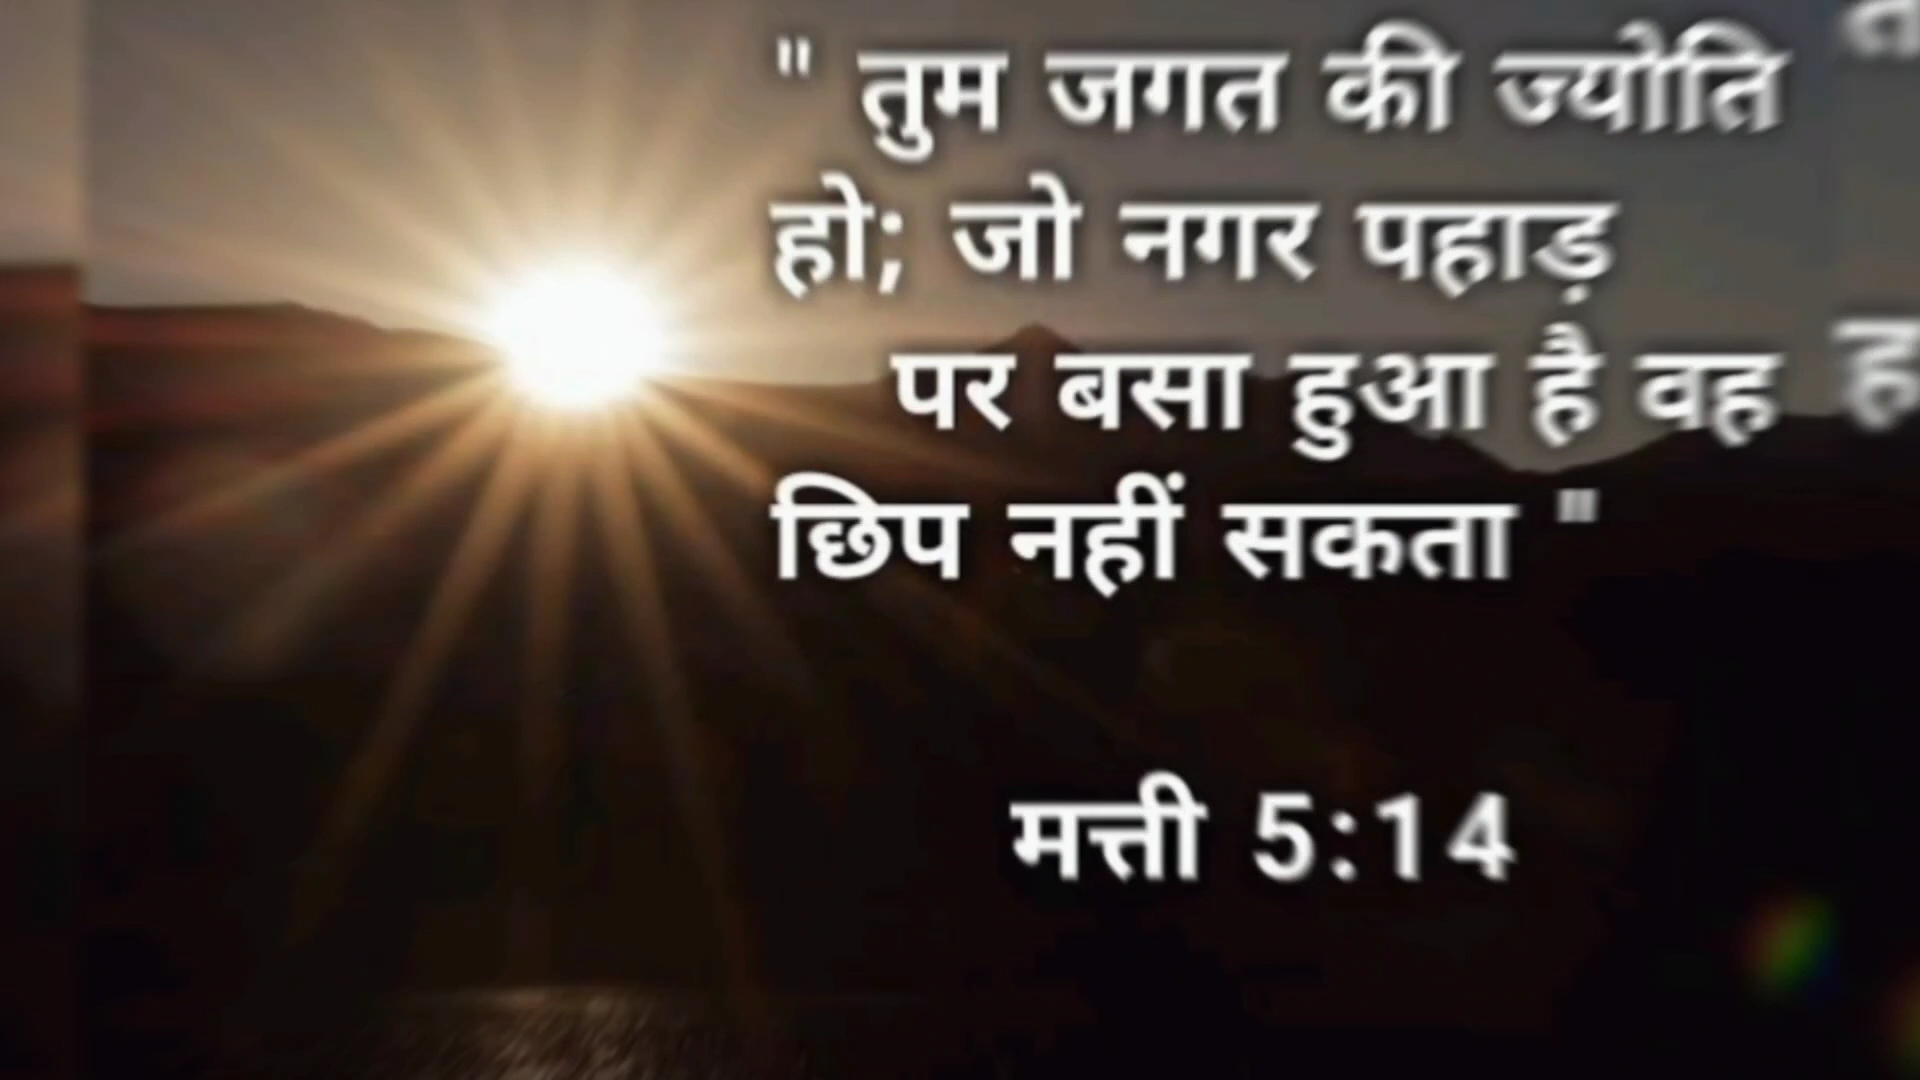 " तुम जगत की ज्योति
हो; जो नगर पहाड़
पर बसा हुआ है वह
छिप नहीं सकता "
मत्ती 5:14